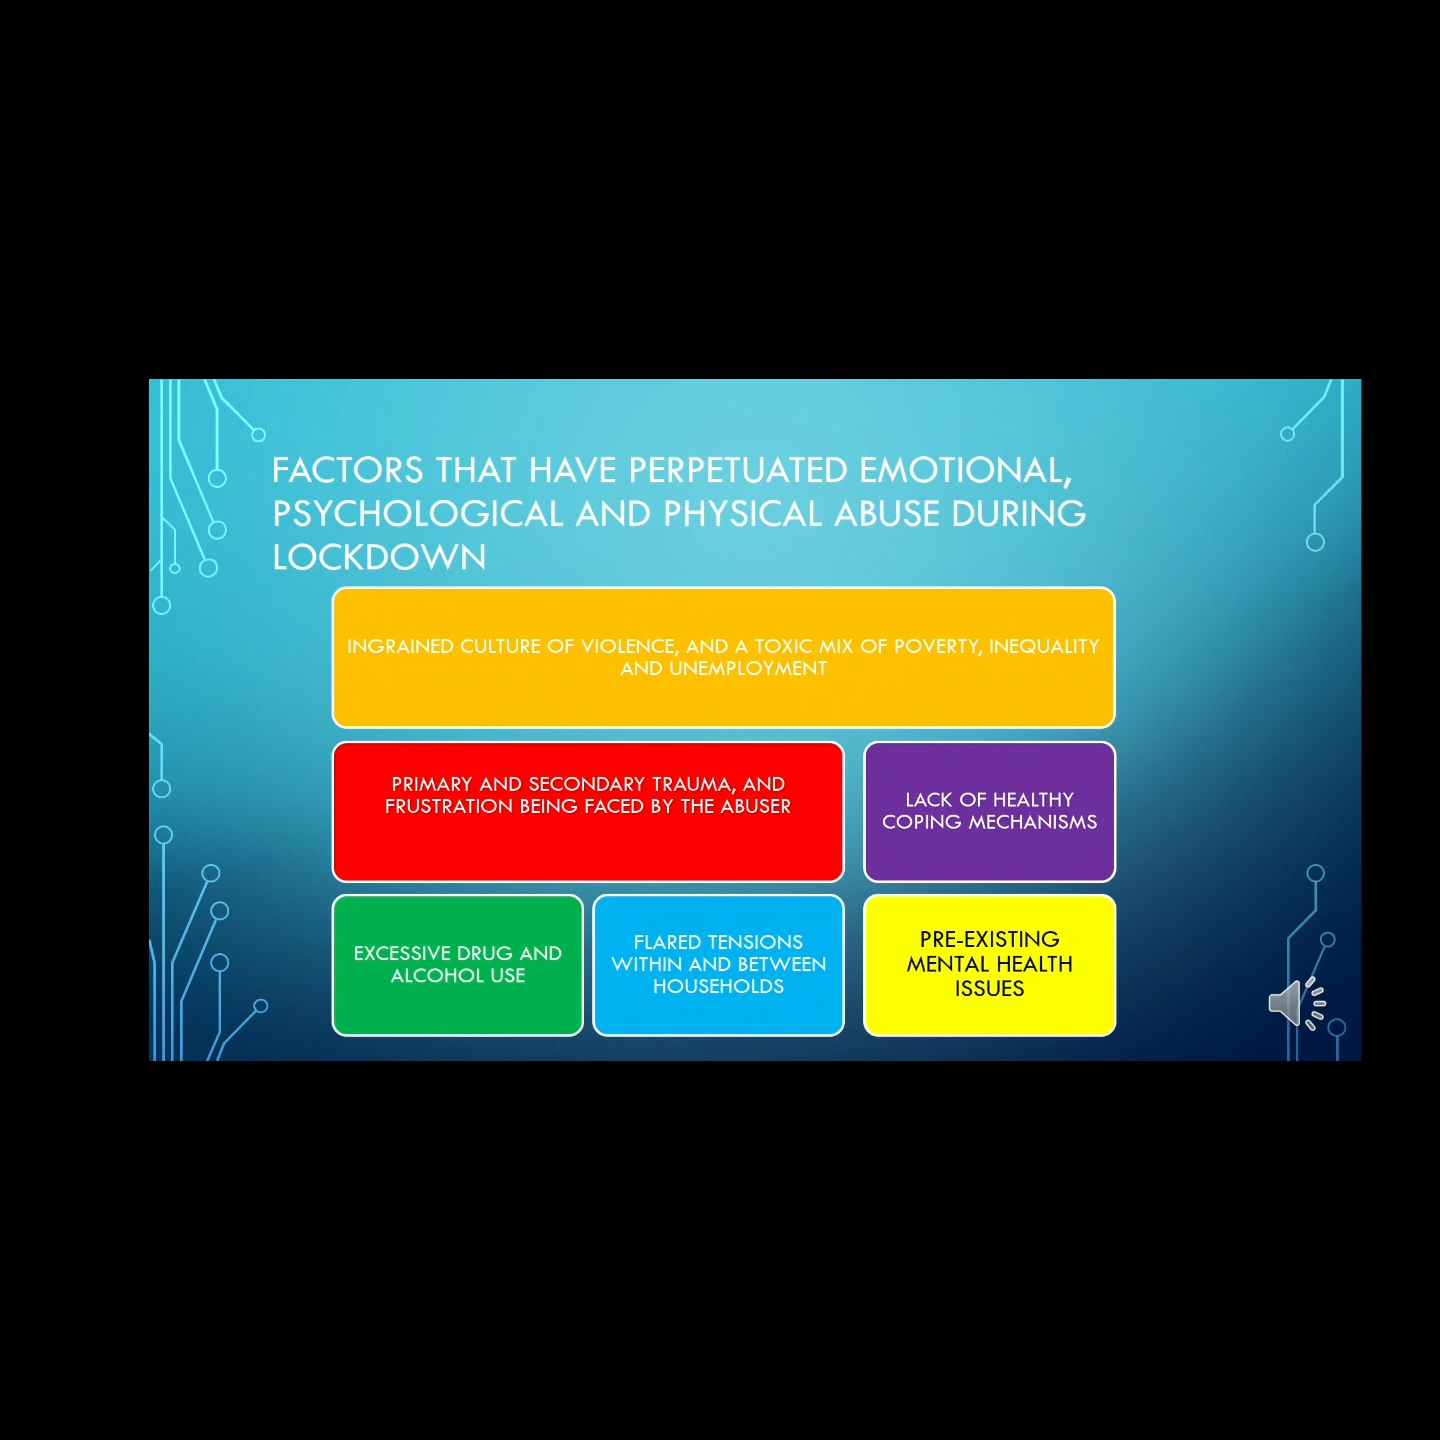 FACTORS THAT HAVE PERPETUATED EMOTIONAL,
PSYCHOLOGICAL AND PHYSICAL ABUSE DURING
LOCKDOWN
INGRAINED CULTURE OF VIOLENCE, AND A TOXIC MIX OF POVERTY, INEQUALITY
AND UNEMPLOYMENT
PRIMARY AND SECONDARY TRAUMA, AND
FRUSTRATION BEING FACED BY THE ABUSER
LACK OF HEALTHY
COPING MECHANISMS
EXCESSIVE DRUG AND
ALCOHOL USE
FLARED TENSIONS
WITHIN AND BETWEEN
HOUSEHOLDS
PRE-EXISTING
MENTAL HEALTH
ISSUES